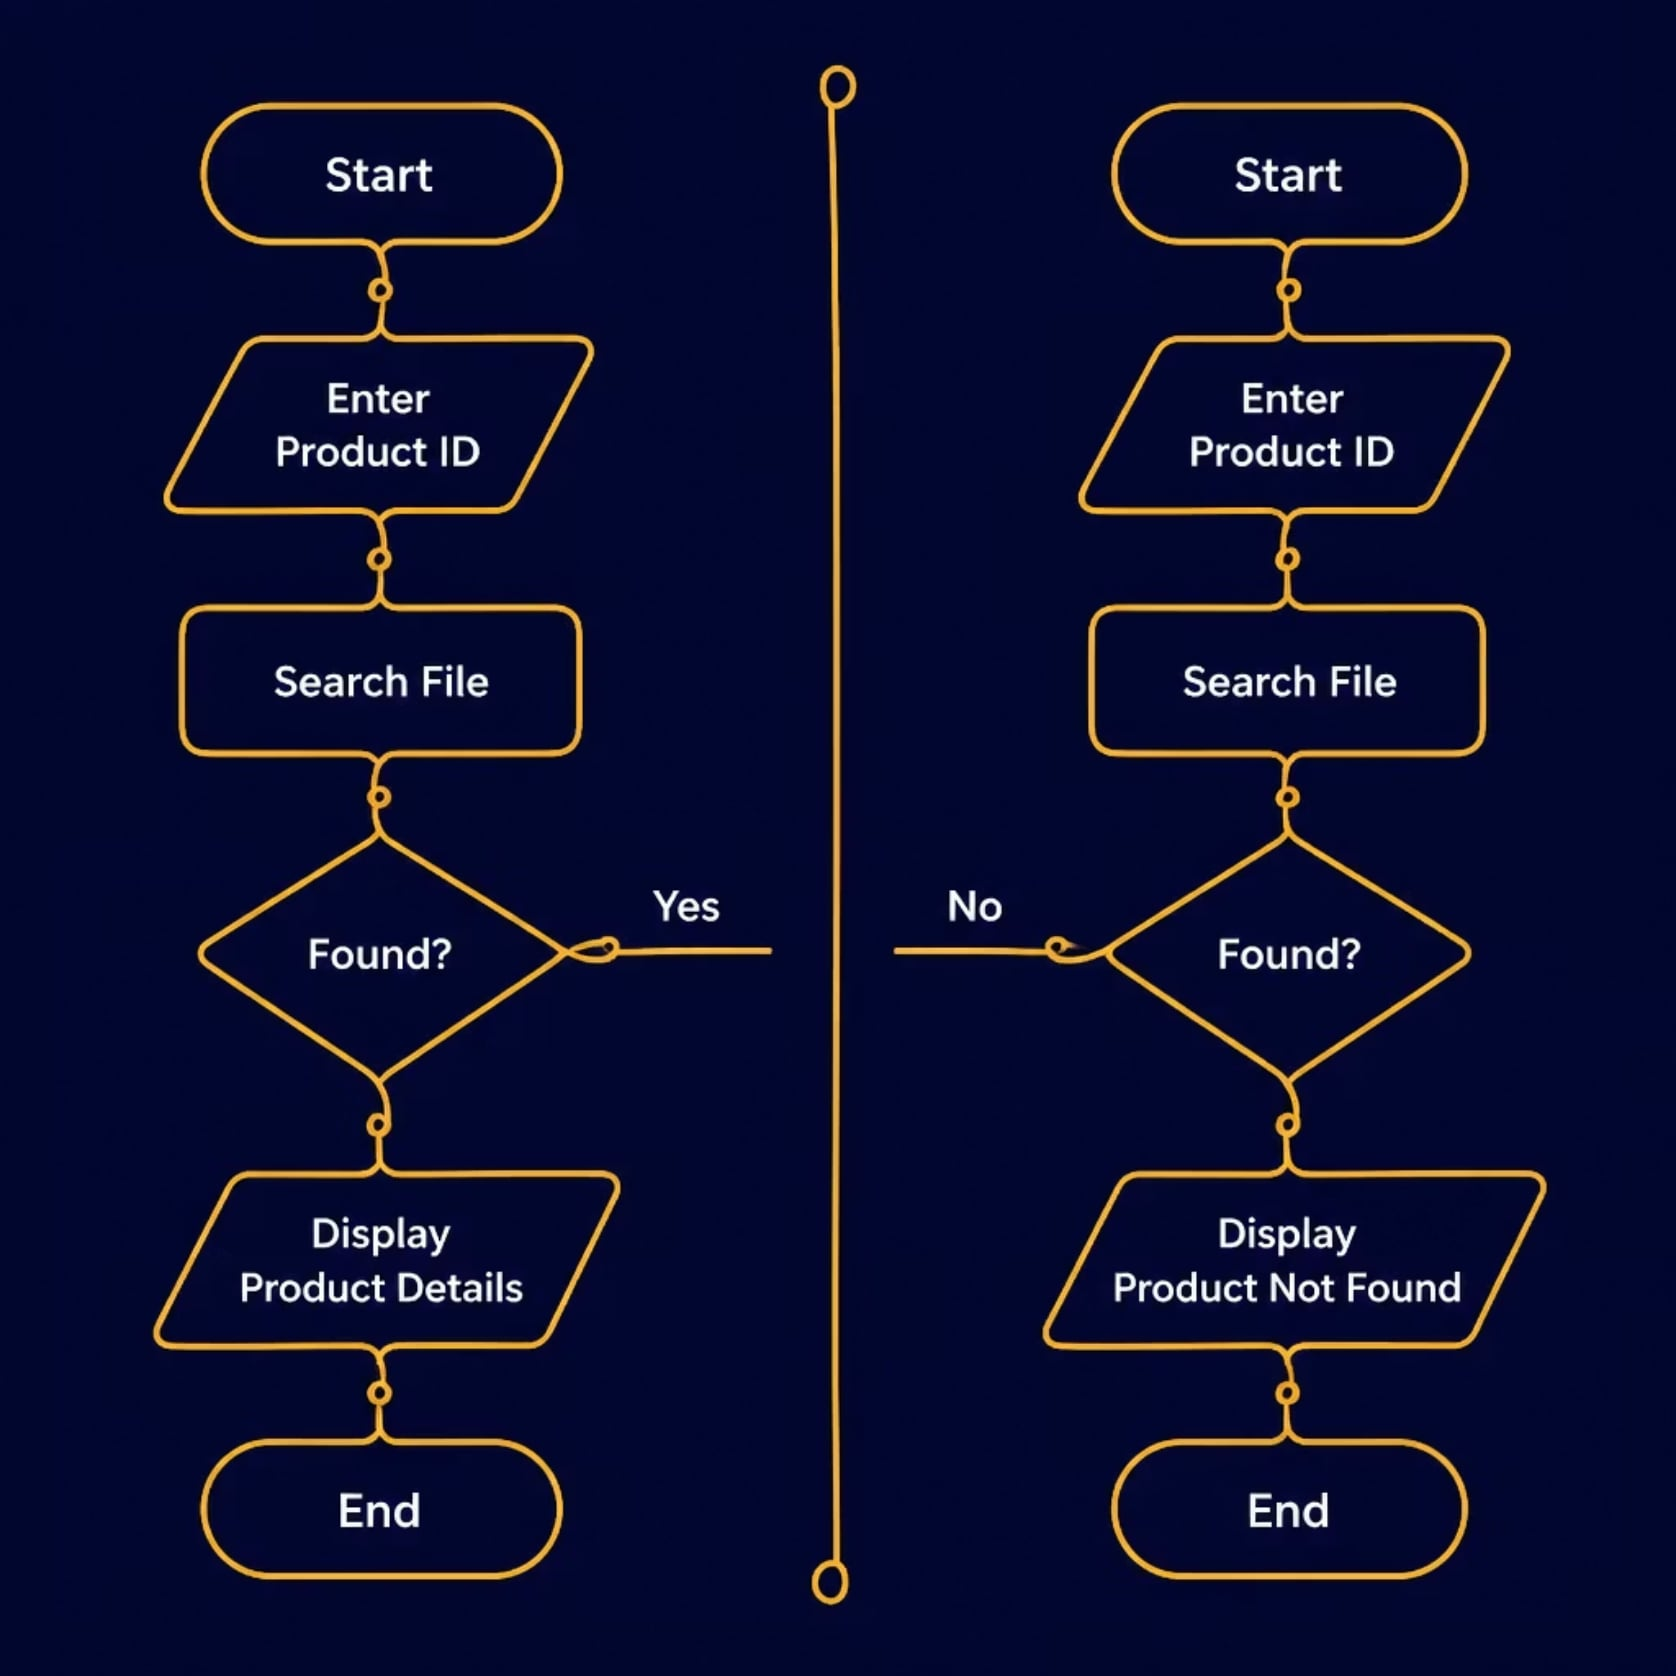 Start
Enter
Product ID
Search File
Found?
Yes
Display
Product Details
End
Start
Enter
Product ID
Search File
No
Found?
Display
Product Not Found
End